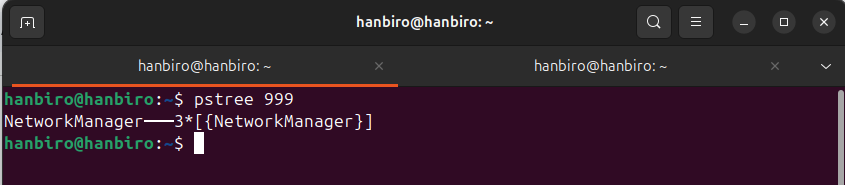 hanbiro@hanbiro: ~
hanbiro@hanbiro: ~ ×
hanbiro@hanbiro: ~ ×
hanbiro@hanbiro:~$ pstree 999
NetworkManager───3*[{NetworkManager}]
hanbiro@hanbiro:~$